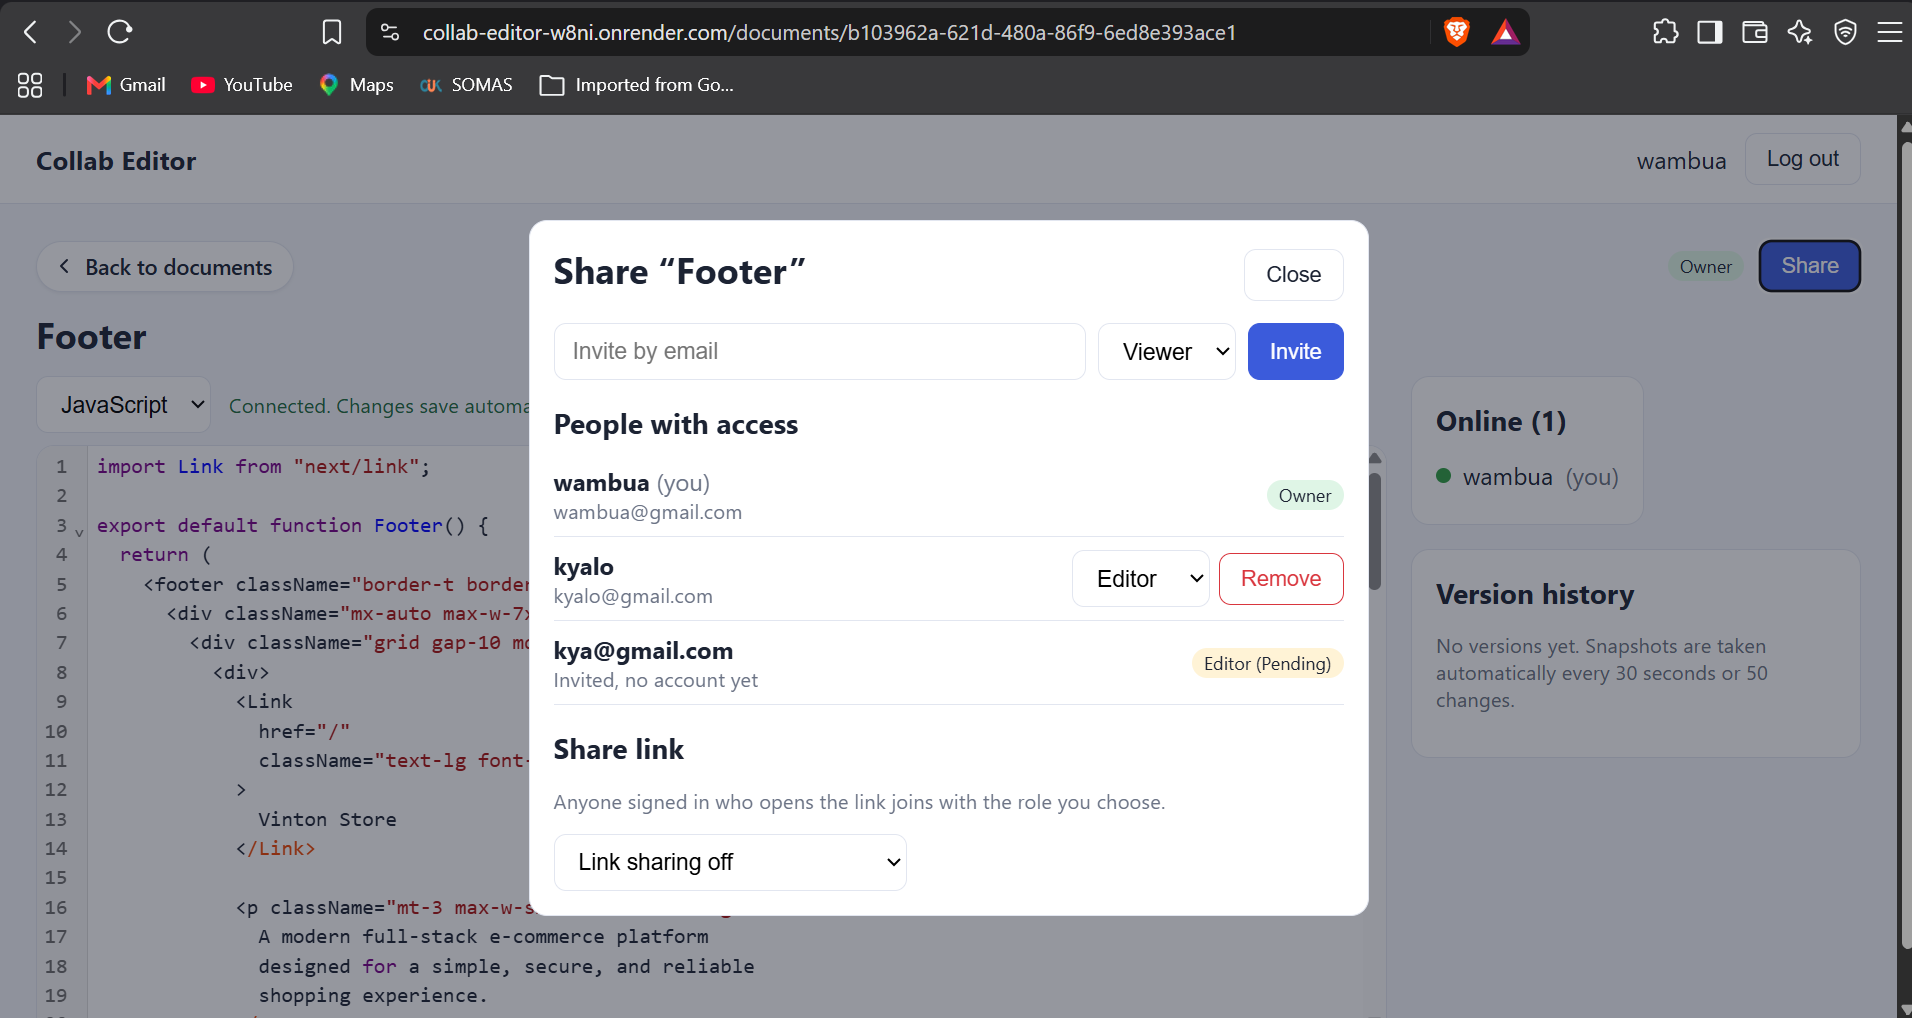 collab-editor-w8ni.onrender.com/documents/b103962a-621d-480a-86f9-6ed8e393ace1
Gmail
YouTube
Maps
CUK SOMAS
Imported from Go...
Collab Editor
wambua
Log out
Back to documents
Owner
Share
Footer
JavaScript
Connected. Changes save automa
1 import Link from "next/link";
2
3 export default function Footer() {
4 return (
5 <footer className="border-t border
6 <div className="mx-auto max-w-7x
7 <div className="grid gap-10 m
8 <div>
9 <Link
10 href="/"
11 className="text-lg font-
12 >
13 Vinton Store
14 </Link>
15
16 <p className="mt-3 max-w-s
17 A modern full-stack e-commerce platform
18 designed for a simple, secure, and reliable
19 shopping experience.
Share “Footer”
Close
Invite by email
Viewer
Invite
People with access
wambua (you)
wambua@gmail.com
Owner
kyalo
kyalo@gmail.com
Editor
Remove
kya@gmail.com
Invited, no account yet
Editor (Pending)
Share link
Anyone signed in who opens the link joins with the role you choose.
Link sharing off
Online (1)
wambua (you)
Version history
No versions yet. Snapshots are taken
automatically every 30 seconds or 50
changes.